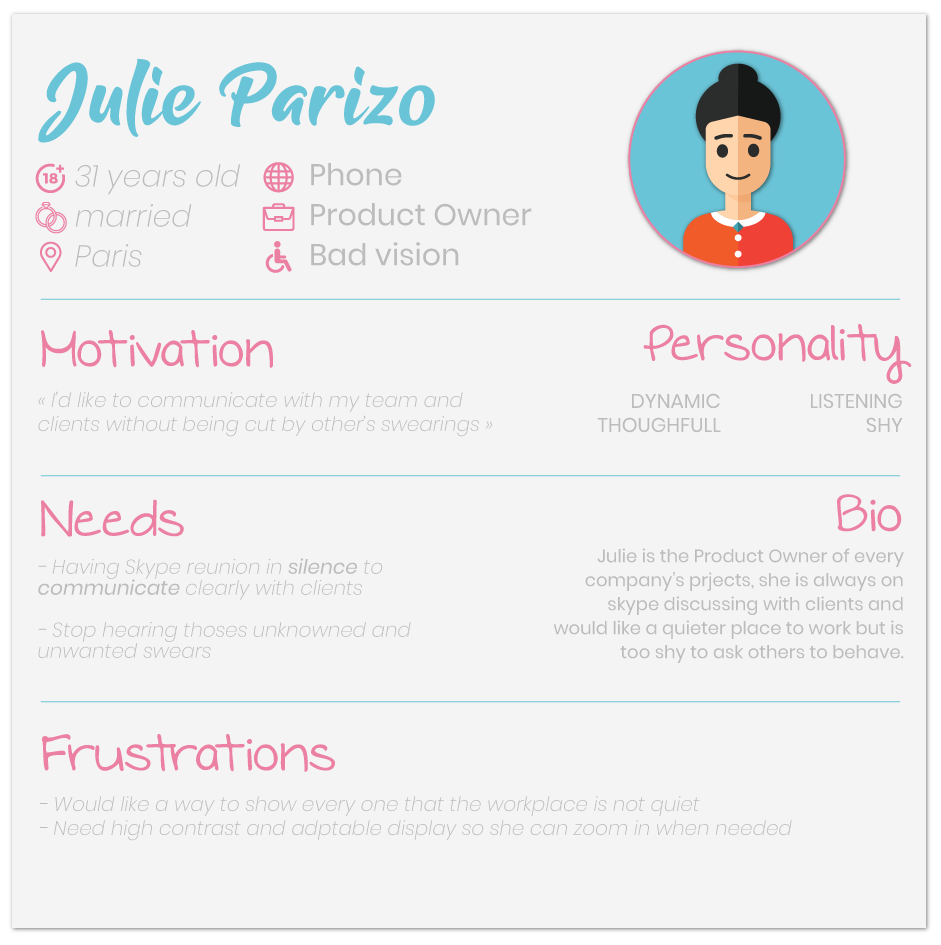 Julie Parizo
18+ 31 years old
Phone
married
Product Owner
Paris
Bad vision
Motivation
« I'd like to communicate with my team and
clients without being cut by other's swearings »
Personality
DYNAMIC LISTENING
THOUGHFULL SHY
Needs
- Having Skype reunion in silence to
communicate clearly with clients
- Stop hearing thoses unknowned and
unwanted swears
Bio
Julie is the Product Owner of every
company's prjects, she is always on
skype discussing with clients and
would like a quieter place to work but is
too shy to ask others to behave.
Frustrations
- Would like a way to show every one that the workplace is not quiet
- Need high contrast and adptable display so she can zoom in when needed